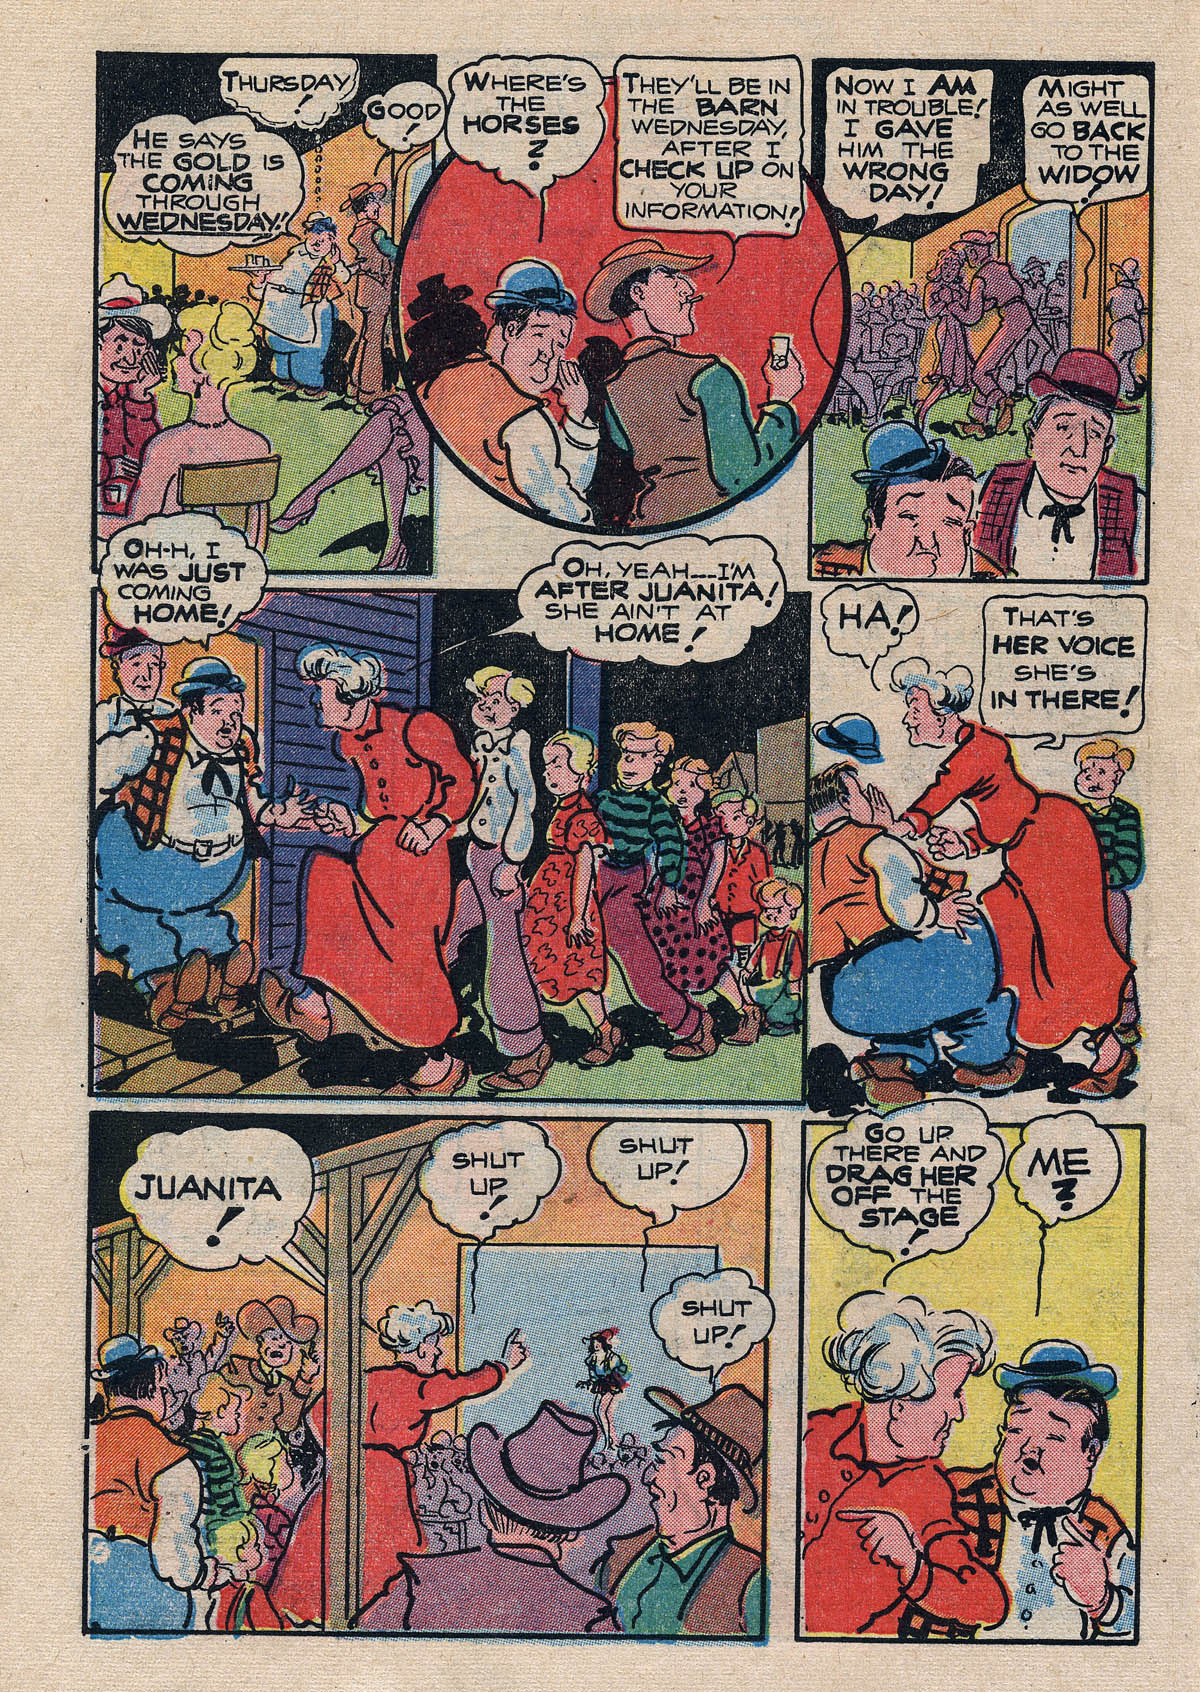 THURSDAY
!
GOOD
!
HE SAYS
THE GOLD IS
COMING
THROUGH
WEDNESDAY!
WHERE'S
THE
HORSES
?
THEY'LL BE IN
THE BARN
WEDNESDAY,
AFTER I
CHECK UP ON
YOUR
INFORMATION!
NOW I AM
IN TROUBLE!
I GAVE
HIM THE
WRONG
DAY!
MIGHT
AS WELL
GO BACK
TO THE
WIDOW
?
OH-H, I
WAS JUST
COMING
HOME!
OH, YEAH---I'M
AFTER JUANITA!
SHE AIN'T AT
HOME!
HA!
THAT'S
HER VOICE
SHE'S
IN THERE!
JUANITA
!
SHUT
UP!
SHUT
UP!
SHUT
UP!
GO UP
THERE AND
DRAG HER
OFF THE
STAGE
!
ME
?